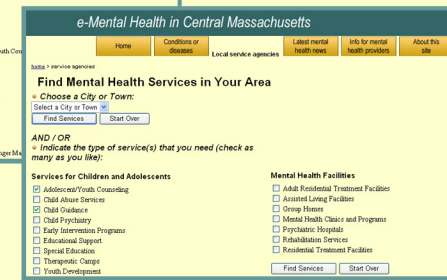 e-Mental Health in Central Massachusetts
Home
Conditions or diseases
Local service agencies
Latest mental health news
Info for mental health providers
About this site
home > service agencies
Find Mental Health Services in Your Area
Choose a City or Town:
Select a City or Town
Find Services Start Over
AND / OR
Indicate the type of service(s) that you need (check as
many as you like):
Services for Children and Adolescents
Adolescent/Youth Counseling
Child Abuse Services
Child Guidance
Child Psychiatry
Early Intervention Programs
Educational Support
Special Education
Therapeutic Camps
Youth Development
Mental Health Facilities
Adult Residential Treatment Facilities
Assisted Living Facilities
Group Homes
Mental Health Clinics and Programs
Psychiatric Hospitals
Rehabilitation Services
Residential Treatment Facilities
Find Services Start Over